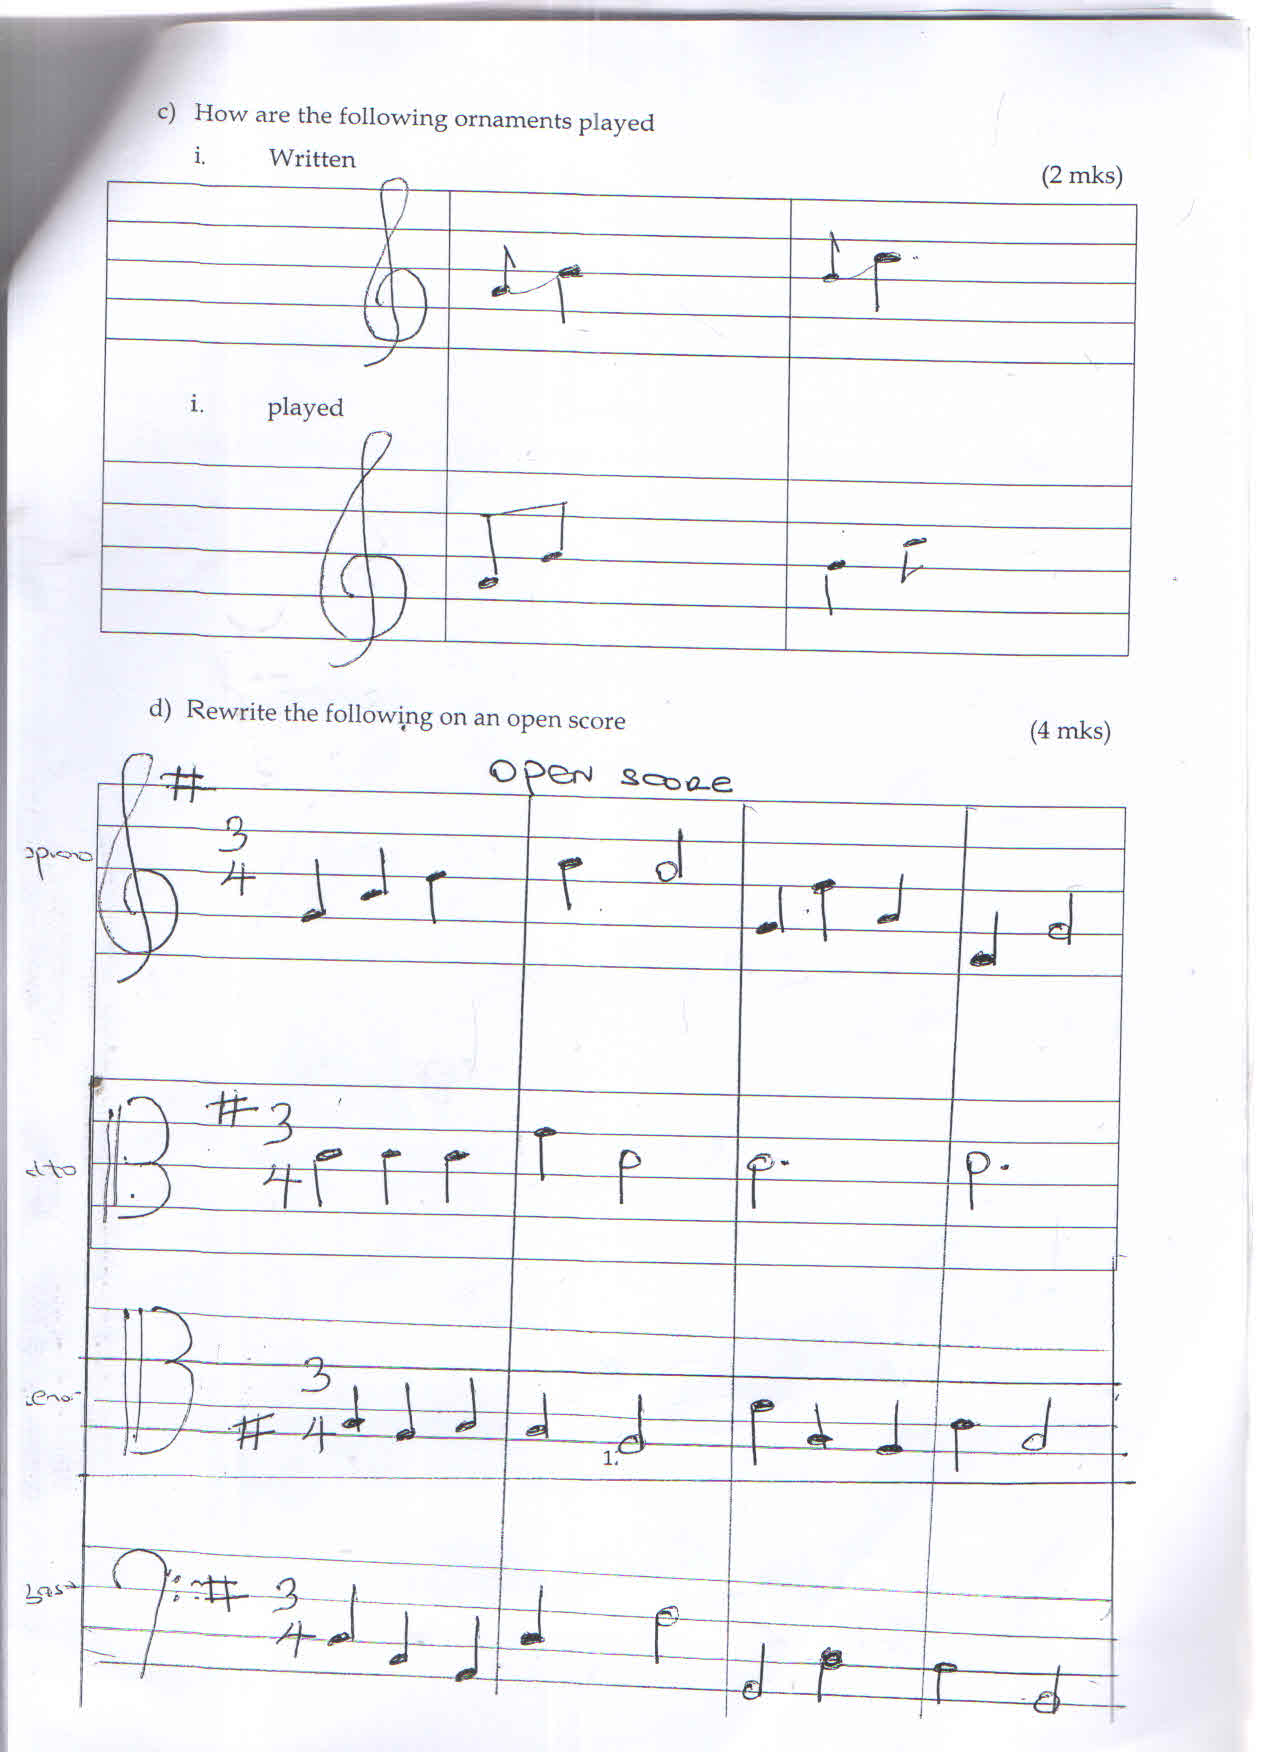 c) How are the following ornaments played
i. Written
(2 mks)
i. played
d) Rewrite the following on an open score
(4 mks)
OPEN SCORE
3
4
3
4
3
4
1.
3
4